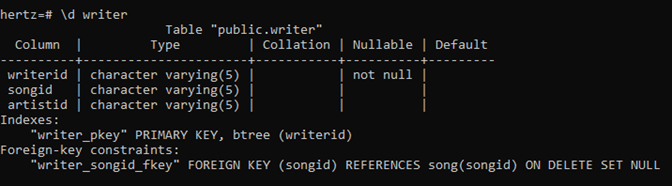 hertz=# \d writer
Table "public.writer"
Column | Type | Collation | Nullable | Default
----------+----------------------+-----------+----------+---------
writerid | character varying(5) | | not null |
songid | character varying(5) | | |
artistid | character varying(5) | | |
Indexes:
"writer_pkey" PRIMARY KEY, btree (writerid)
Foreign-key constraints:
"writer_songid_fkey" FOREIGN KEY (songid) REFERENCES song(songid) ON DELETE SET NULL